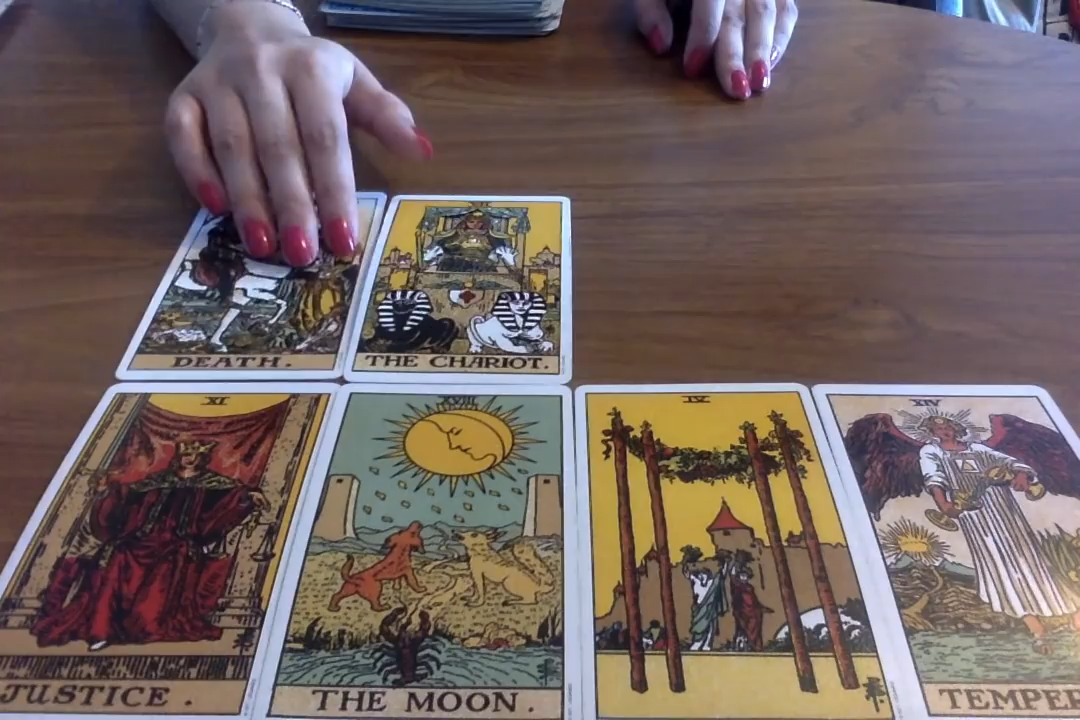 DEATH.
THE CHARIOT.
XI
XVIII
IV
XIV
JUSTICE.
THE MOON.
TEMPER